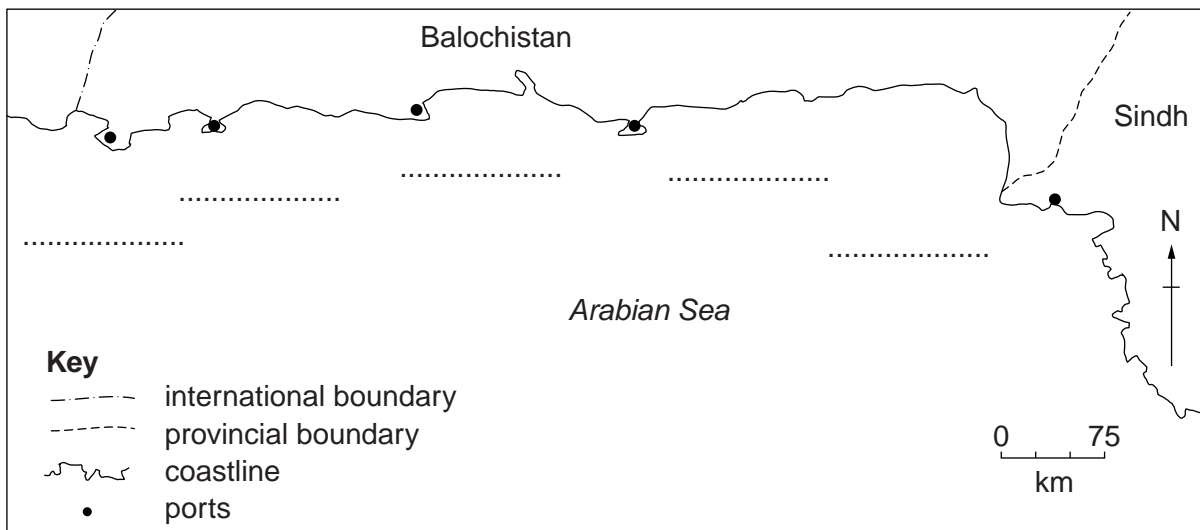 Balochistan
Sindh
....................
....................
....................
....................
....................
N
Arabian Sea
Key
international boundary
provincial boundary
coastline
ports
0 75
km